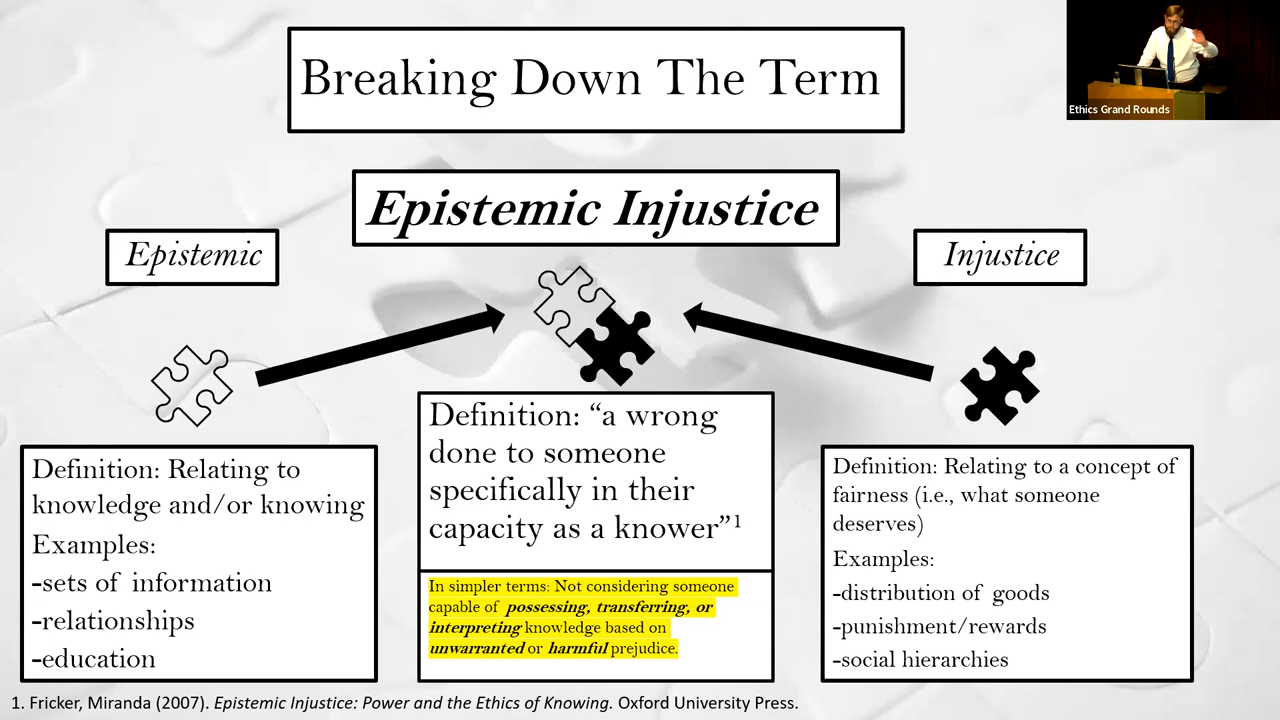 Breaking Down The Term
Ethics Grand Rounds
Epistemic Injustice
Epistemic
Injustice
Definition: Relating to
knowledge and/or knowing
Examples:
-sets of information
-relationships
-education
Definition: “a wrong
done to someone
specifically in their
capacity as a knower”1
In simpler terms: Not considering someone
capable of possessing, transferring, or
interpreting knowledge based on
unwarranted or harmful prejudice.
Definition: Relating to a concept of
fairness (i.e., what someone
deserves)
Examples:
-distribution of goods
-punishment/rewards
-social hierarchies
1. Fricker, Miranda (2007). Epistemic Injustice: Power and the Ethics of Knowing. Oxford University Press.